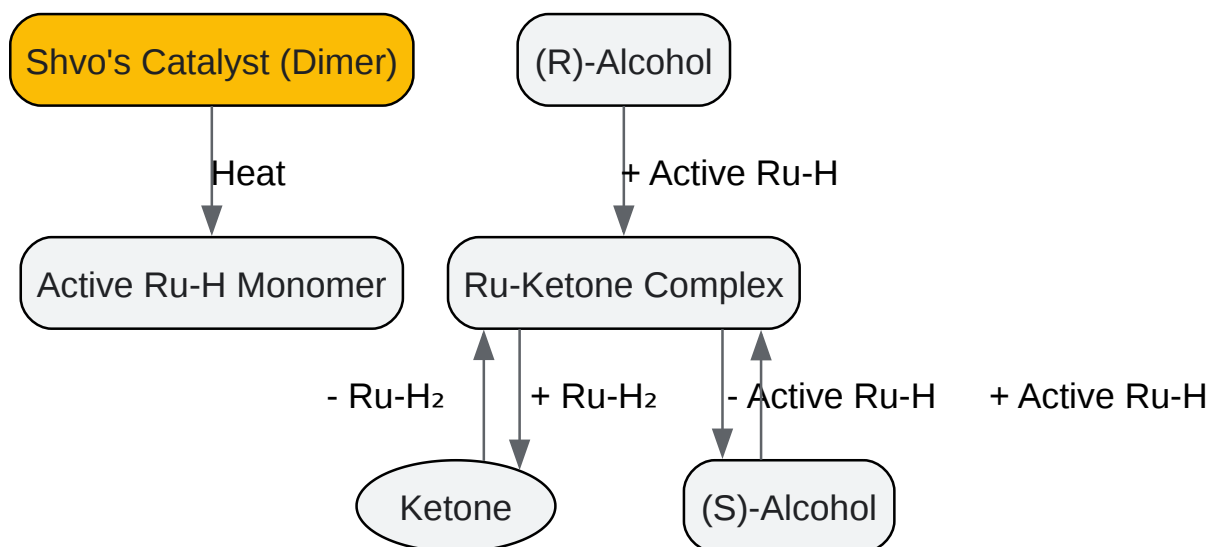 Shvo's Catalyst (Dimer)
(R)-Alcohol
Heat
+ Active Ru-H
Active Ru-H Monomer
Ru-Ketone Complex
- Ru-H₂
+ Ru-H₂
- Active Ru-H
+ Active Ru-H
Ketone
(S)-Alcohol